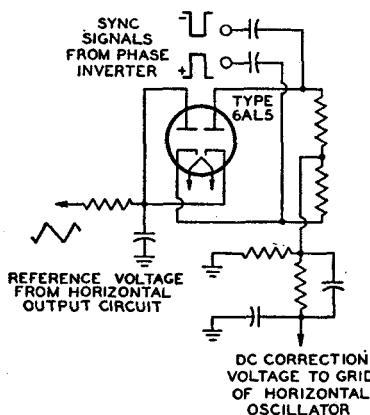 SYNC
SIGNALS
FROM PHASE
INVERTER
−
+
TYPE
6AL5
REFERENCE VOLTAGE
FROM HORIZONTAL
OUTPUT CIRCUIT
DC CORRECTION
VOLTAGE TO GRID
OF HORIZONTAL
OSCILLATOR